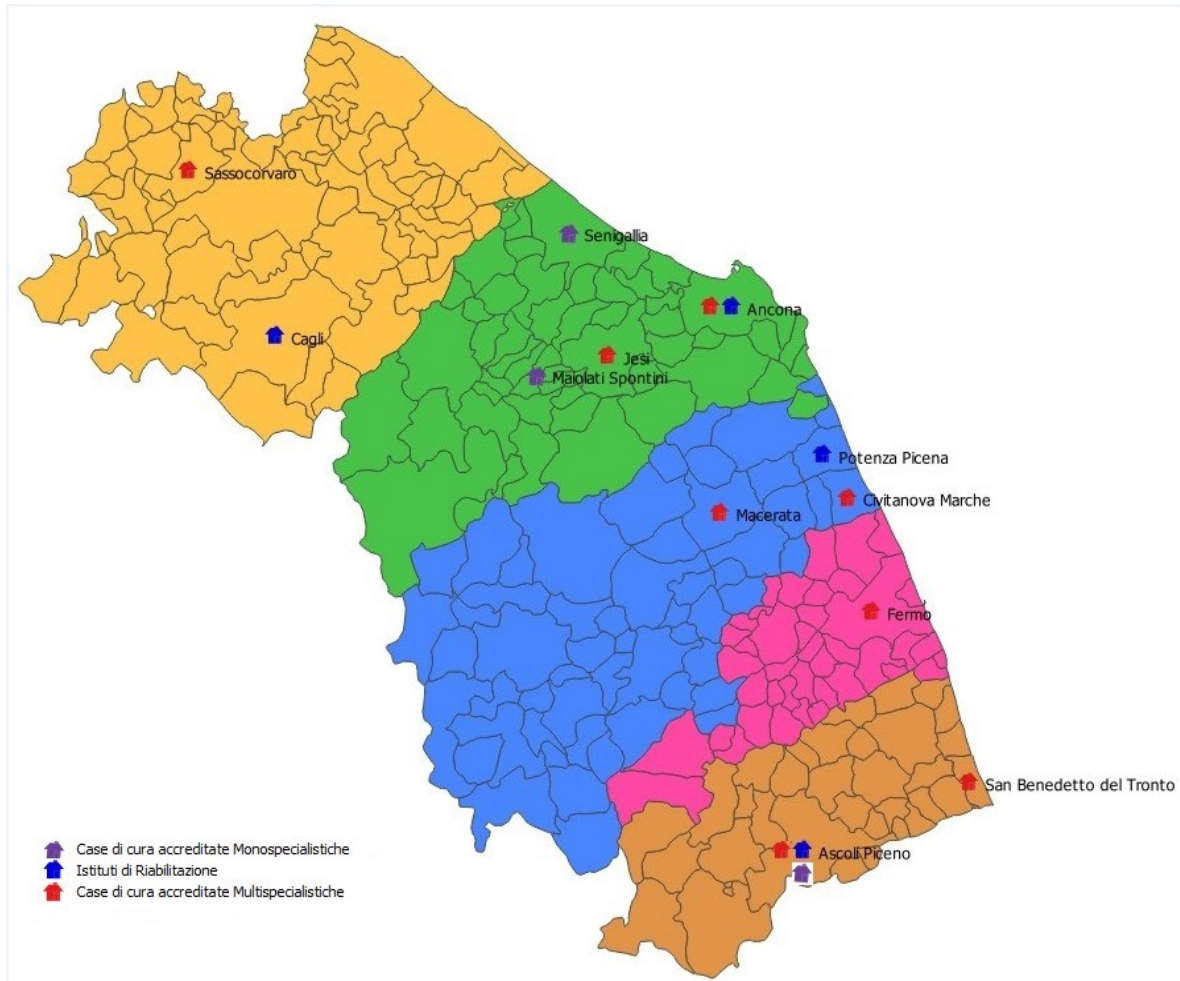 Sassocorvaro
Senigallia
Ancona
Cagli
Jesi
Maiolati Spontini
Potenza Picena
Civitanova Marche
Macerata
Fermo
San Benedetto del Tronto
Ascoli Piceno
Case di cura accreditate Monospecialistiche
Istituti di Riabilitazione
Case di cura accreditate Multispecialistiche